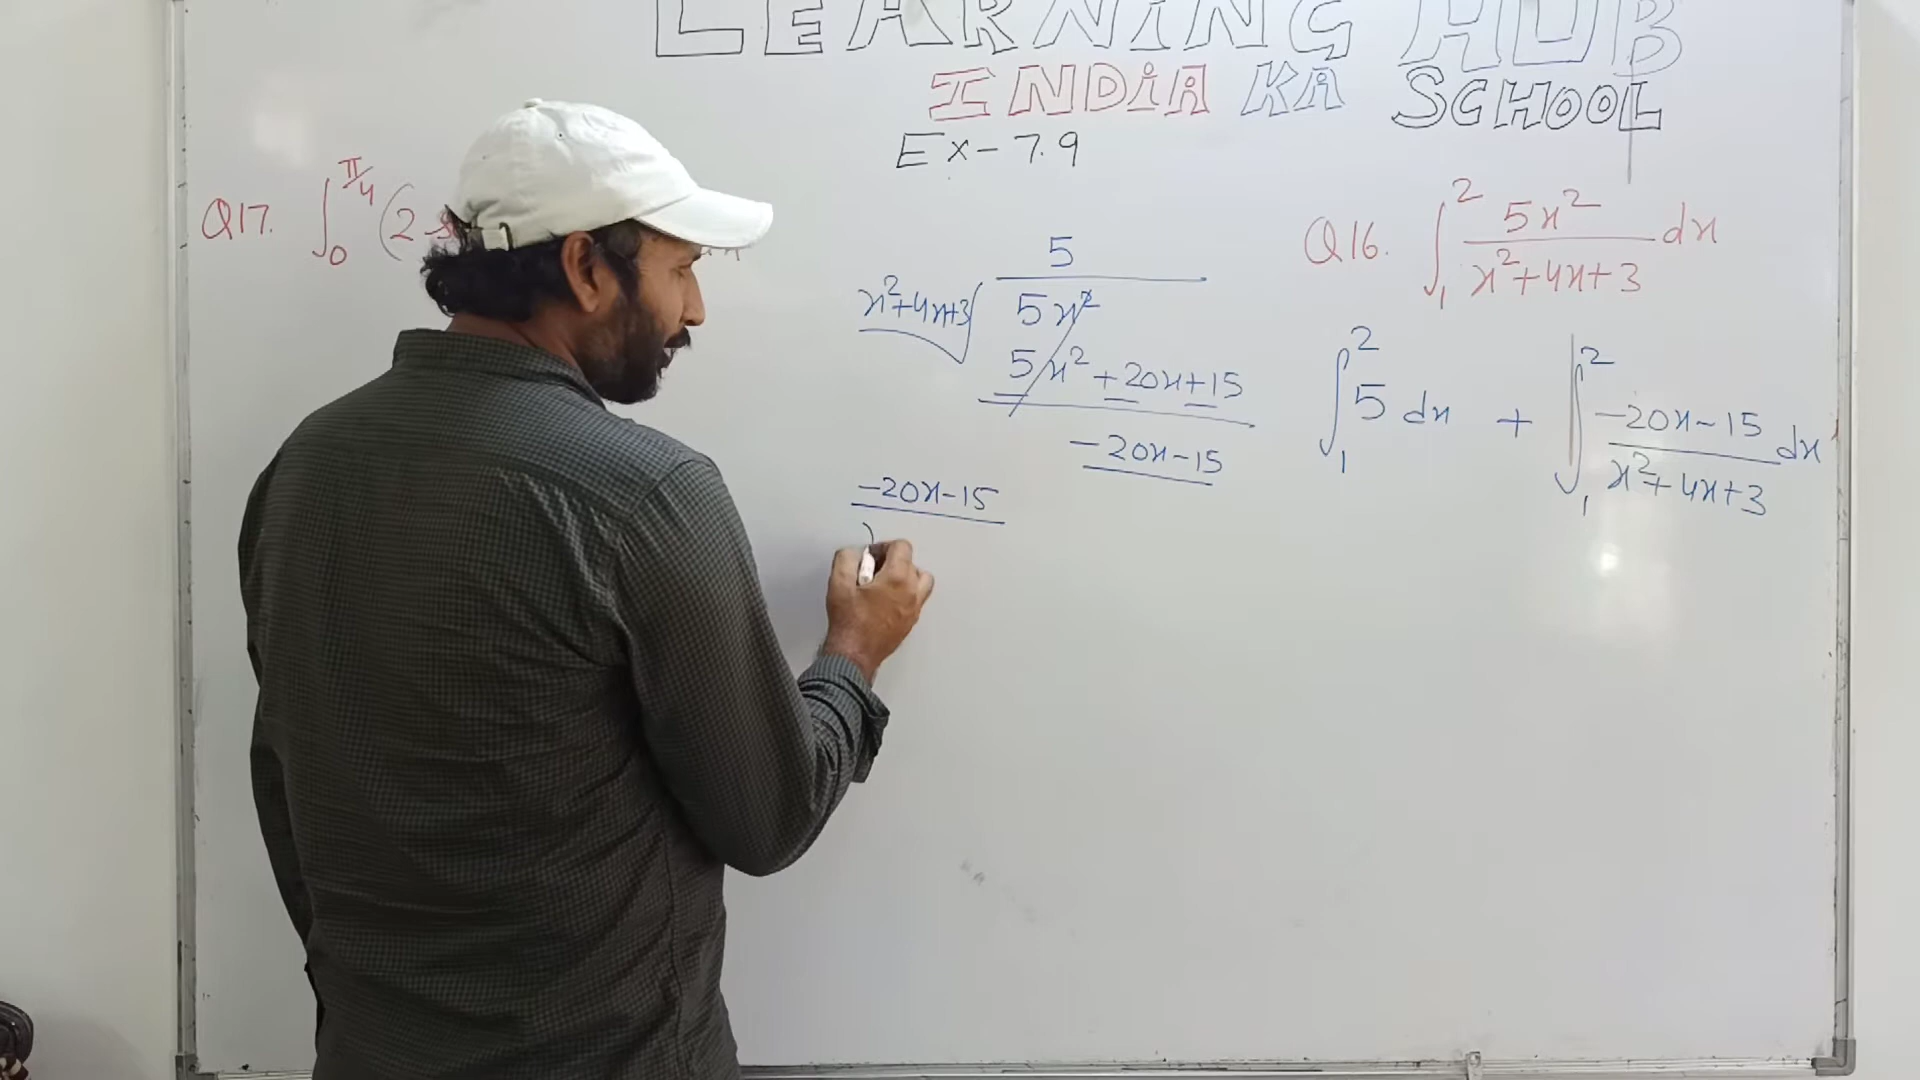 LEARNING HUB
INDIA KA SCHOOL
Ex-7.9
Q17. ∫₀^π/4 (2
5
x²+4x+3 ) 5x²
5x²+20x+15
-20x-15
-20x-15
Q16. ∫₁² 5x²/(x²+4x+3) dx
∫₁² 5 dx + ∫₁² (-20x-15)/(x²+4x+3) dx